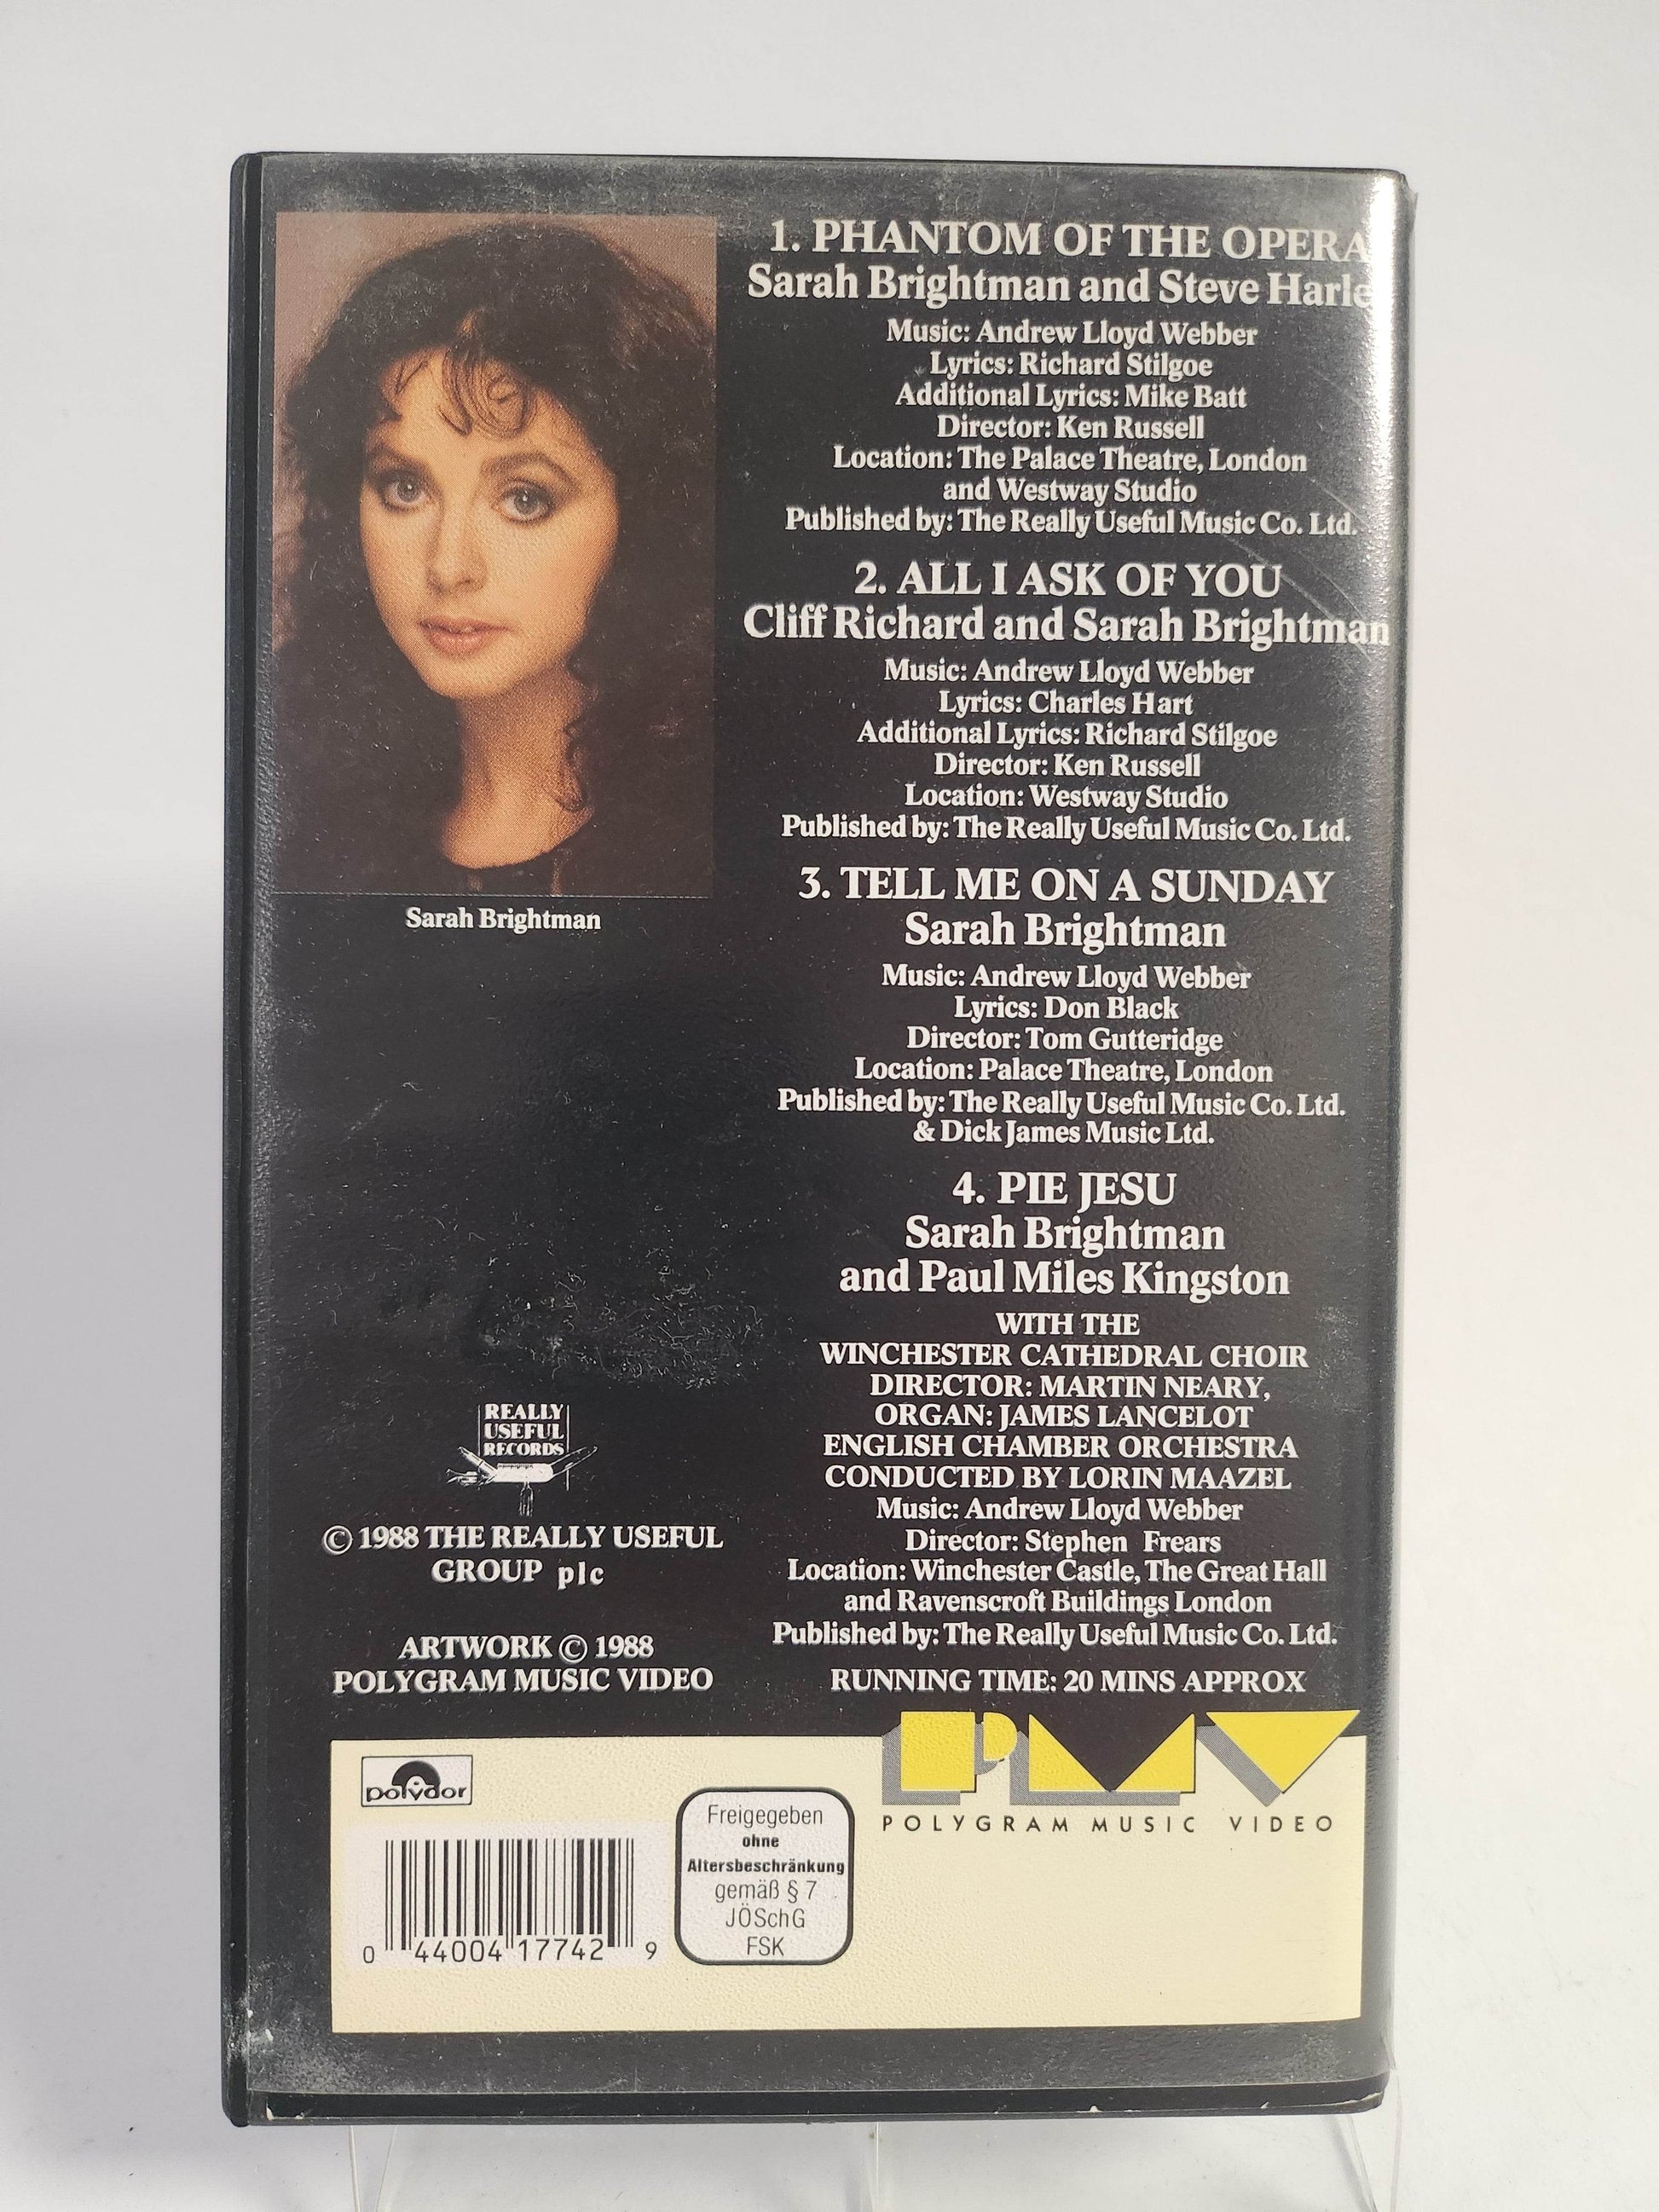 1. PHANTOM OF THE OPERA
Sarah Brightman and Steve Harle
Music: Andrew Lloyd Webber
Lyrics: Richard Stilgoe
Additional Lyrics: Mike Batt
Director: Ken Russell
Location: The Palace Theatre, London
and Westway Studio
Published by: The Really Useful Music Co. Ltd.
2. ALL I ASK OF YOU
Cliff Richard and Sarah Brightman
Music: Andrew Lloyd Webber
Lyrics: Charles Hart
Additional Lyrics: Richard Stilgoe
Director: Ken Russell
Location: Westway Studio
Published by: The Really Useful Music Co. Ltd.
3. TELL ME ON A SUNDAY
Sarah Brightman
Music: Andrew Lloyd Webber
Lyrics: Don Black
Director: Tom Gutteridge
Location: Palace Theatre, London
Published by: The Really Useful Music Co. Ltd.
& Dick James Music Ltd.
4. PIE JESU
Sarah Brightman
and Paul Miles Kingston
WITH THE
WINCHESTER CATHEDRAL CHOIR
DIRECTOR: MARTIN NEARY,
ORGAN: JAMES LANCELOT
ENGLISH CHAMBER ORCHESTRA
CONDUCTED BY LORIN MAAZEL
Music: Andrew Lloyd Webber
Director: Stephen Frears
Location: Winchester Castle, The Great Hall
and Ravenscroft Buildings London
Published by: The Really Useful Music Co. Ltd.
RUNNING TIME: 20 MINS APPROX
Sarah Brightman
REALLY
USEFUL
RECORDS
© 1988 THE REALLY USEFUL
GROUP plc
ARTWORK © 1988
POLYGRAM MUSIC VIDEO
polydor
0 44004 17742 9
Freigegeben
ohne
Altersbeschränkung
gemäß § 7
JÖSchG
FSK
PMV
POLYGRAM MUSIC VIDEO